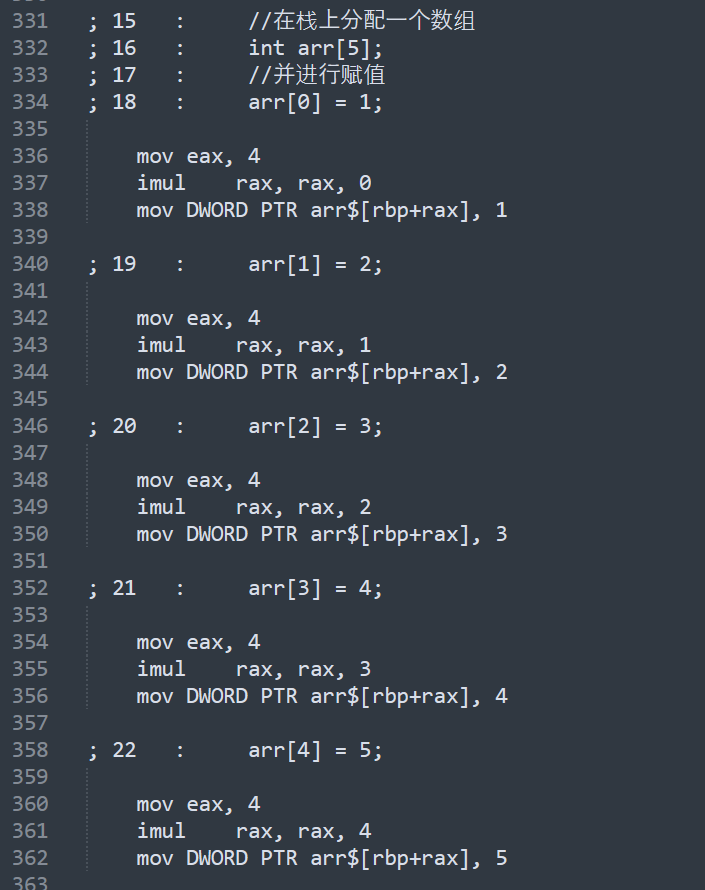 331 ; 15 : //在栈上分配一个数组
332 ; 16 : int arr[5];
333 ; 17 : //并进行赋值
334 ; 18 : arr[0] = 1;
335
336 mov eax, 4
337 imul rax, rax, 0
338 mov DWORD PTR arr$[rbp+rax], 1
339
340 ; 19 : arr[1] = 2;
341
342 mov eax, 4
343 imul rax, rax, 1
344 mov DWORD PTR arr$[rbp+rax], 2
345
346 ; 20 : arr[2] = 3;
347
348 mov eax, 4
349 imul rax, rax, 2
350 mov DWORD PTR arr$[rbp+rax], 3
351
352 ; 21 : arr[3] = 4;
353
354 mov eax, 4
355 imul rax, rax, 3
356 mov DWORD PTR arr$[rbp+rax], 4
357
358 ; 22 : arr[4] = 5;
359
360 mov eax, 4
361 imul rax, rax, 4
362 mov DWORD PTR arr$[rbp+rax], 5
363